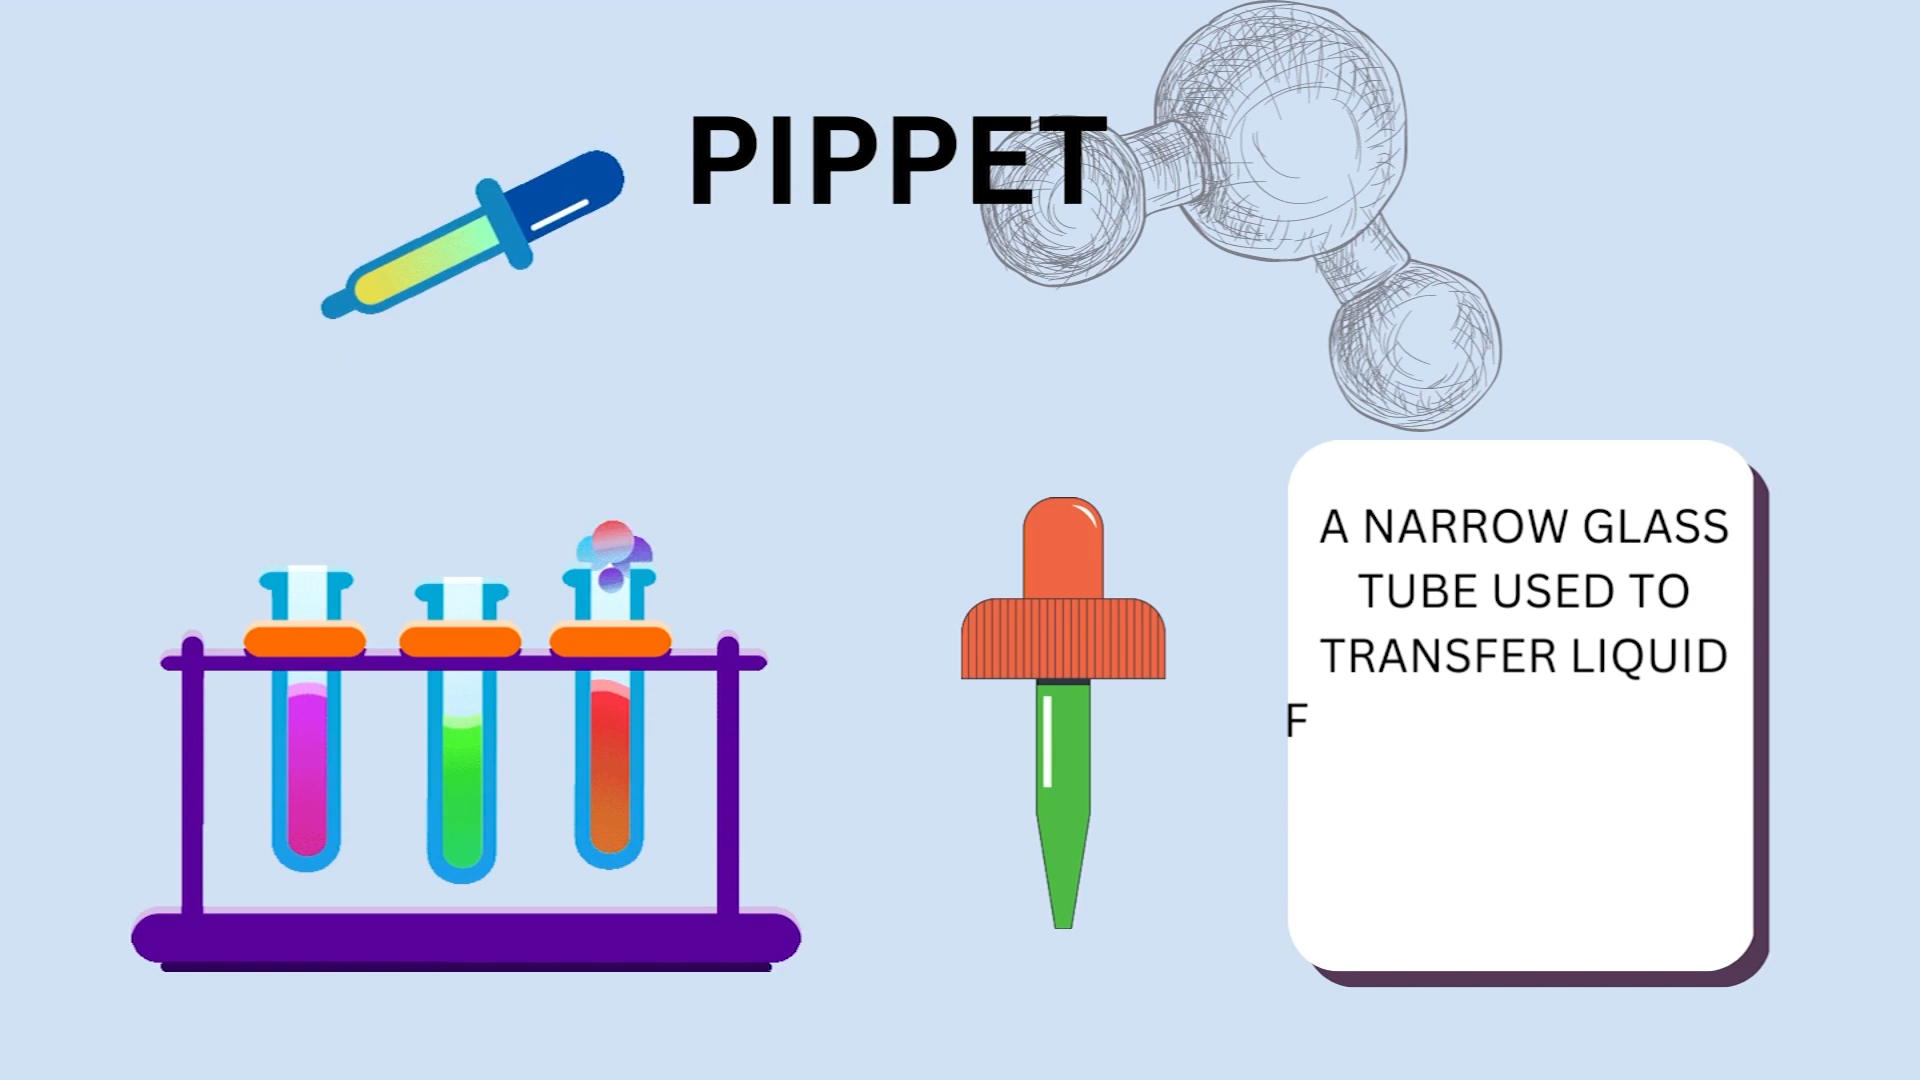 PIPPET
A NARROW GLASS
TUBE USED TO
TRANSFER LIQUID
F